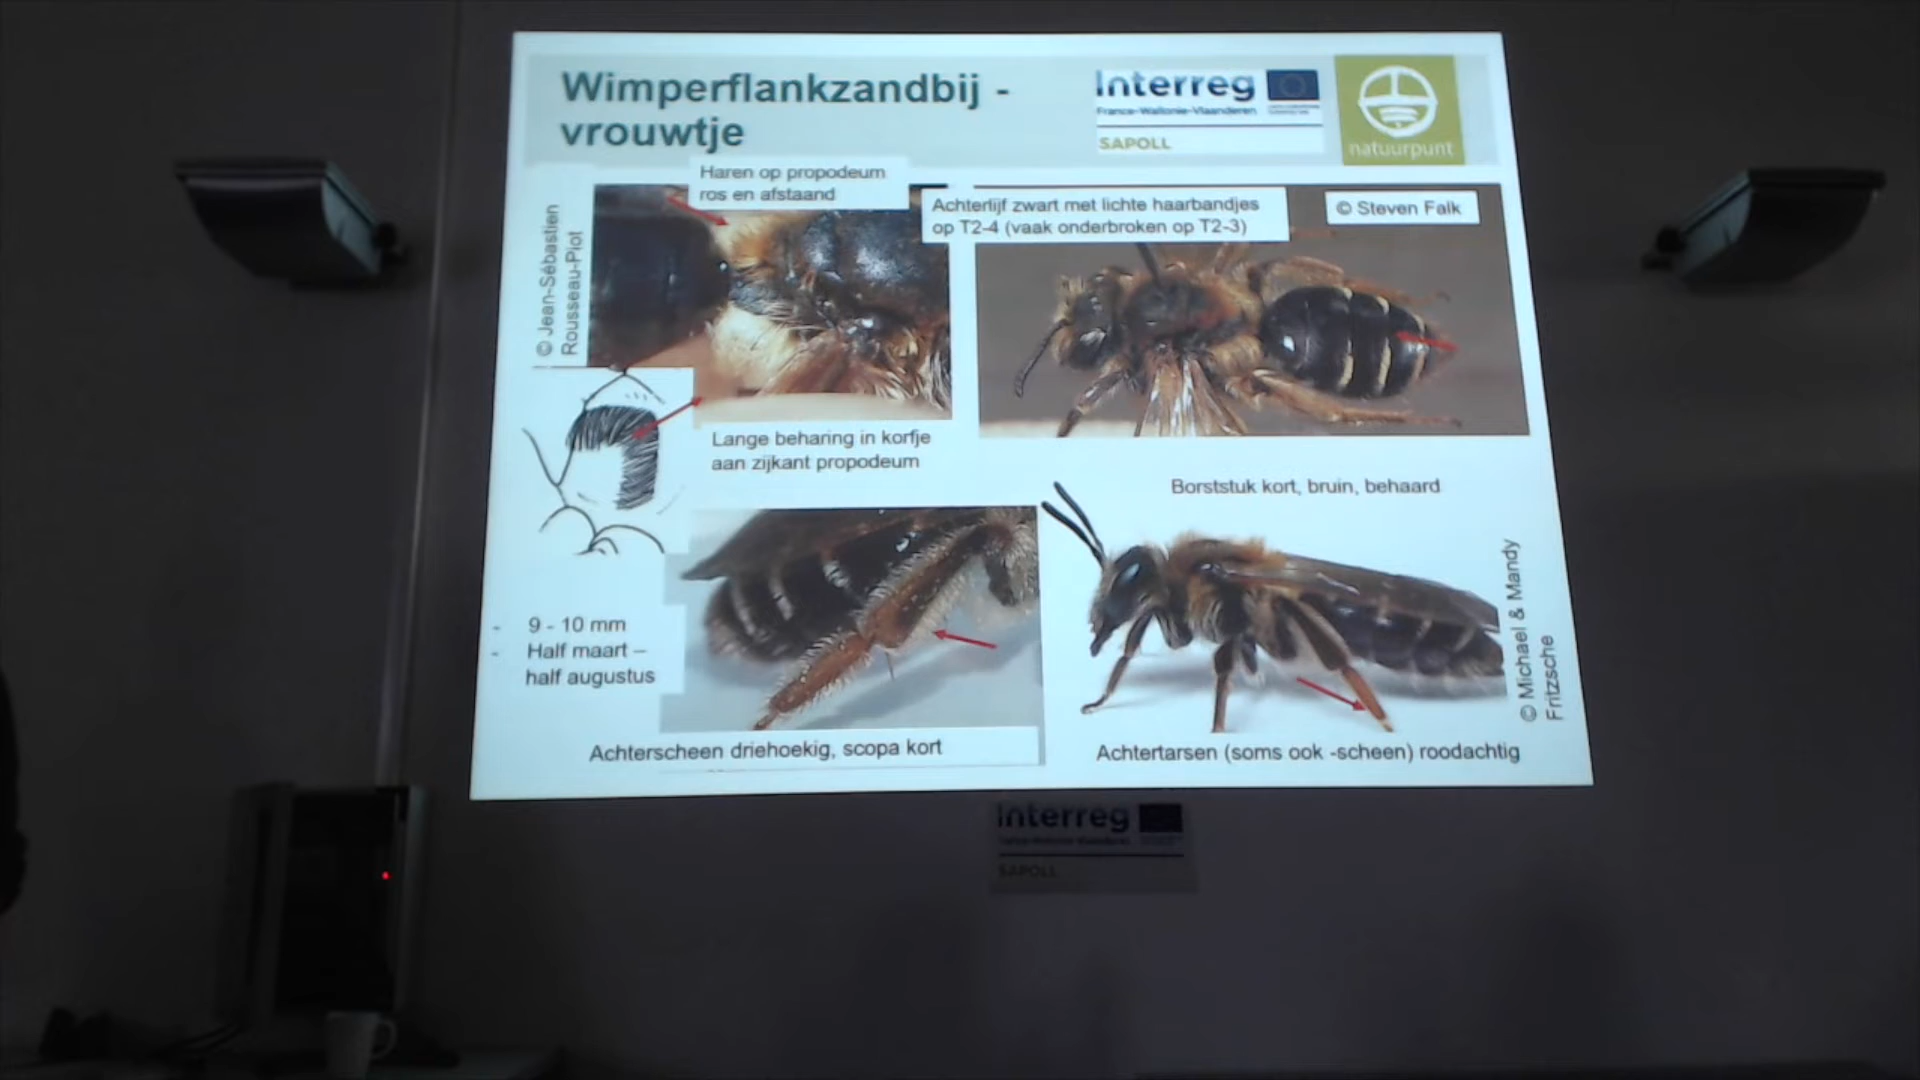 Wimperflankzandbij -
vrouwtje
Interreg
France-Wallonie-Vlaanderen
SAPOLL
natuurpunt
Haren op propodeum
ros en afstaand
Achterlijf zwart met lichte haarbandjes
op T2-4 (vaak onderbroken op T2-3)
© Steven Falk
© Jean-Sébastien
Rousseau-Piot
Lange beharing in korfje
aan zijkant propodeum
Borststuk kort, bruin, behaard
- 9 - 10 mm
- Half maart –
half augustus
© Michael & Mandy
Fritzsche
Achterscheen driehoekig, scopa kort
Achtertarsen (soms ook -scheen) roodachtig
Interreg
SAPOLL